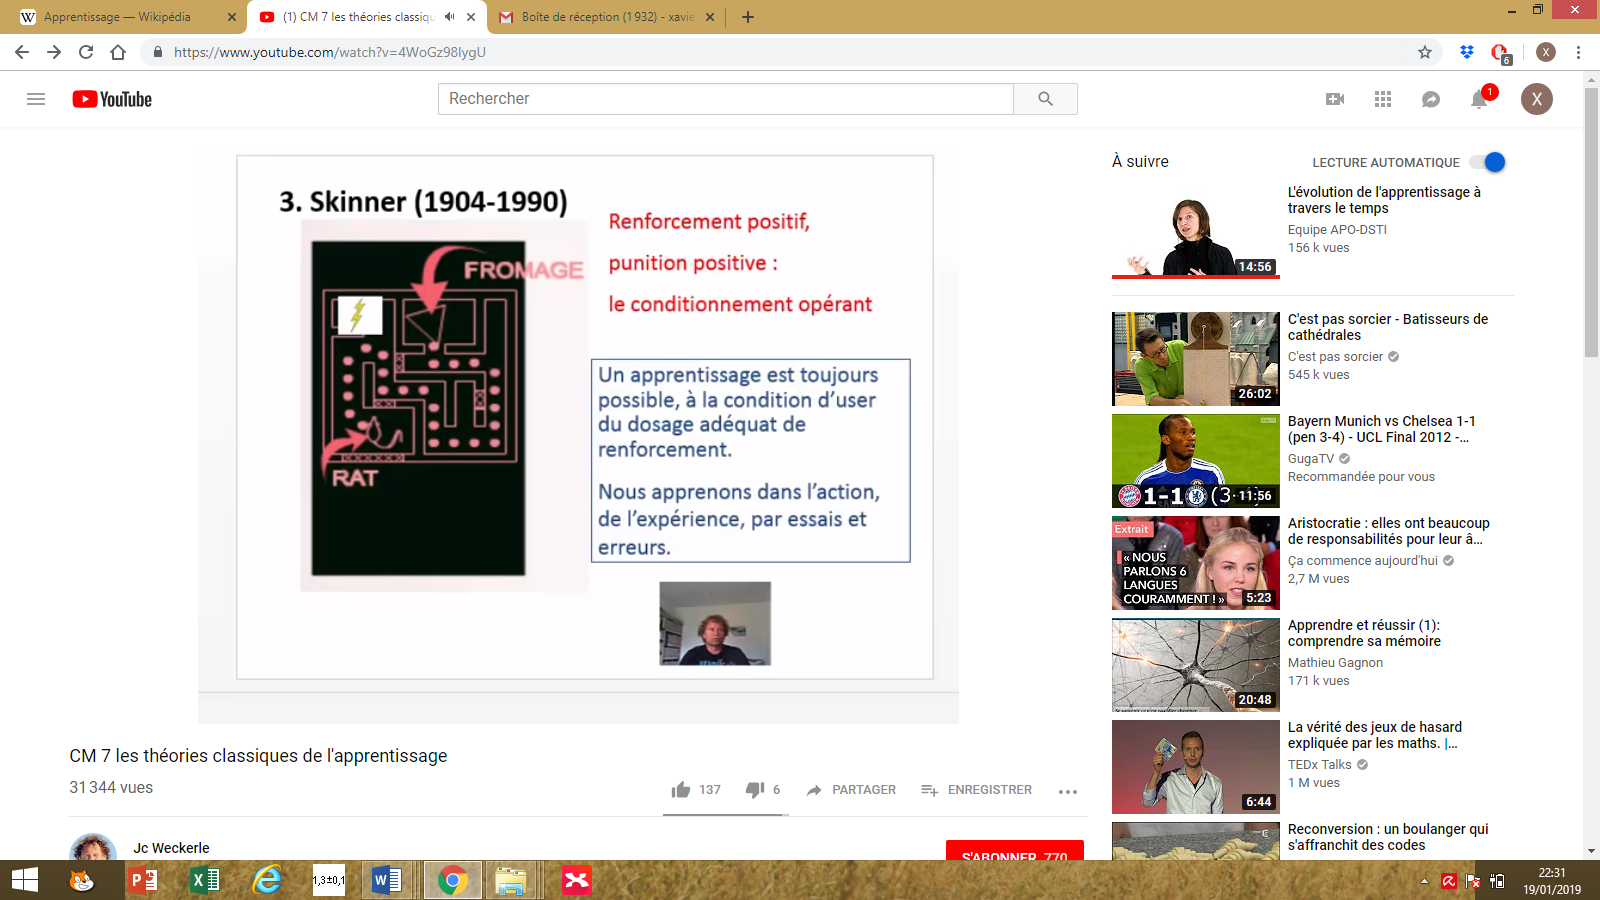 Apprentissage — Wikipédia
(1) CM 7 les théories classiqu
Boîte de réception (1 932) - xavie
https://www.youtube.com/watch?v=4WoGz98IygU
6
X
YouTube
Rechercher
1
X
3. Skinner (1904-1990)
FROMAGE
RAT
Renforcement positif,
punition positive :
le conditionnement opérant
Un apprentissage est toujours
possible, à la condition d'user
du dosage adéquat de
renforcement.
Nous apprenons dans l'action,
de l'expérience, par essais et
erreurs.
CM 7 les théories classiques de l'apprentissage
31 344 vues
137
6
PARTAGER
ENREGISTRER
Jc Weckerle
S'ABONNER 770
À suivre
LECTURE AUTOMATIQUE
14:56
L'évolution de l'apprentissage à
travers le temps
Equipe APO-DSTI
156 k vues
26:02
C'est pas sorcier - Batisseurs de
cathédrales
C'est pas sorcier
545 k vues
1-1
(3-
11:56
Bayern Munich vs Chelsea 1-1
(pen 3-4) - UCL Final 2012 -...
GugaTV
Recommandée pour vous
Extrait
« NOUS
PARLONS 6
LANGUES
COURAMMENT ! »
5:23
Aristocratie : elles ont beaucoup
de responsabilités pour leur â...
Ça commence aujourd'hui
2,7 M vues
20:48
Apprendre et réussir (1):
comprendre sa mémoire
Mathieu Gagnon
171 k vues
6:44
La vérité des jeux de hasard
expliquée par les maths. |...
TEDx Talks
1 M vues
Reconversion : un boulanger qui
s'affranchit des codes
1,3±0,1
22:31
19/01/2019